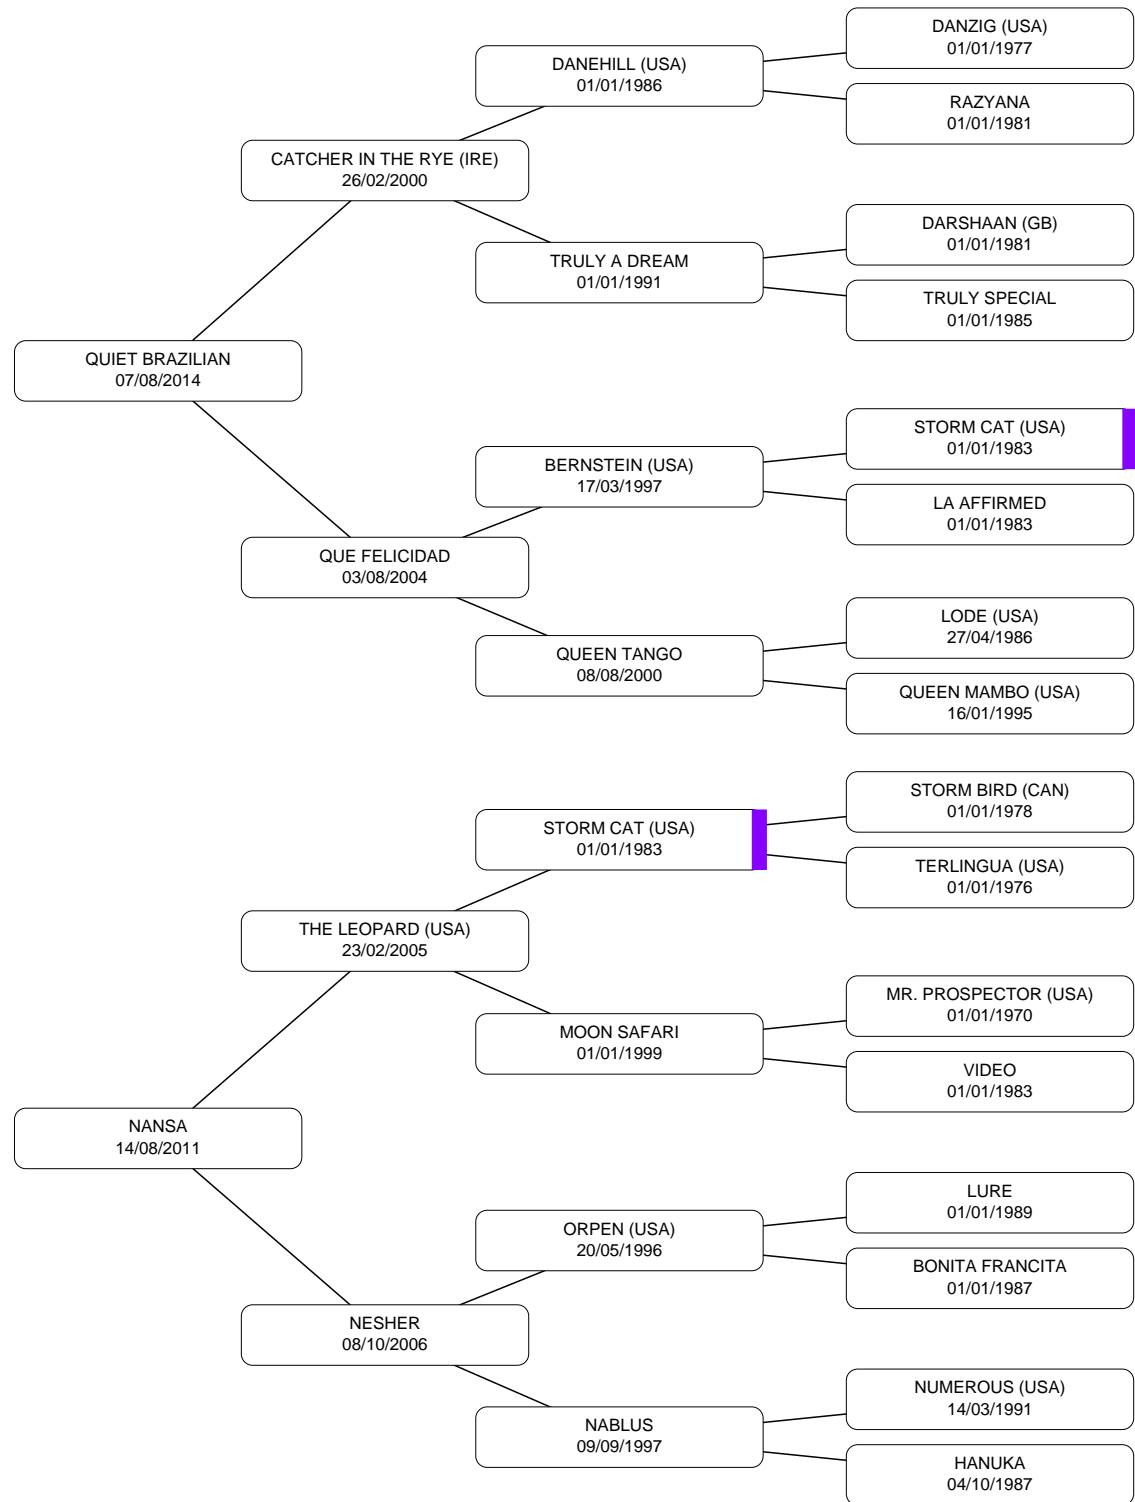 DANZIG (USA)
01/01/1977
DANEHILL (USA)
01/01/1986
RAZYANA
01/01/1981
CATCHER IN THE RYE (IRE)
26/02/2000
DARSHAAN (GB)
01/01/1981
TRULY A DREAM
01/01/1991
TRULY SPECIAL
01/01/1985
QUIET BRAZILIAN
07/08/2014
STORM CAT (USA)
01/01/1983
BERNSTEIN (USA)
17/03/1997
LA AFFIRMED
01/01/1983
QUE FELICIDAD
03/08/2004
LODE (USA)
27/04/1986
QUEEN TANGO
08/08/2000
QUEEN MAMBO (USA)
16/01/1995
STORM BIRD (CAN)
01/01/1978
STORM CAT (USA)
01/01/1983
TERLINGUA (USA)
01/01/1976
THE LEOPARD (USA)
23/02/2005
MR. PROSPECTOR (USA)
01/01/1970
MOON SAFARI
01/01/1999
VIDEO
01/01/1983
NANSA
14/08/2011
LURE
01/01/1989
ORPEN (USA)
20/05/1996
BONITA FRANCITA
01/01/1987
NESHER
08/10/2006
NUMEROUS (USA)
14/03/1991
NABLUS
09/09/1997
HANUKA
04/10/1987